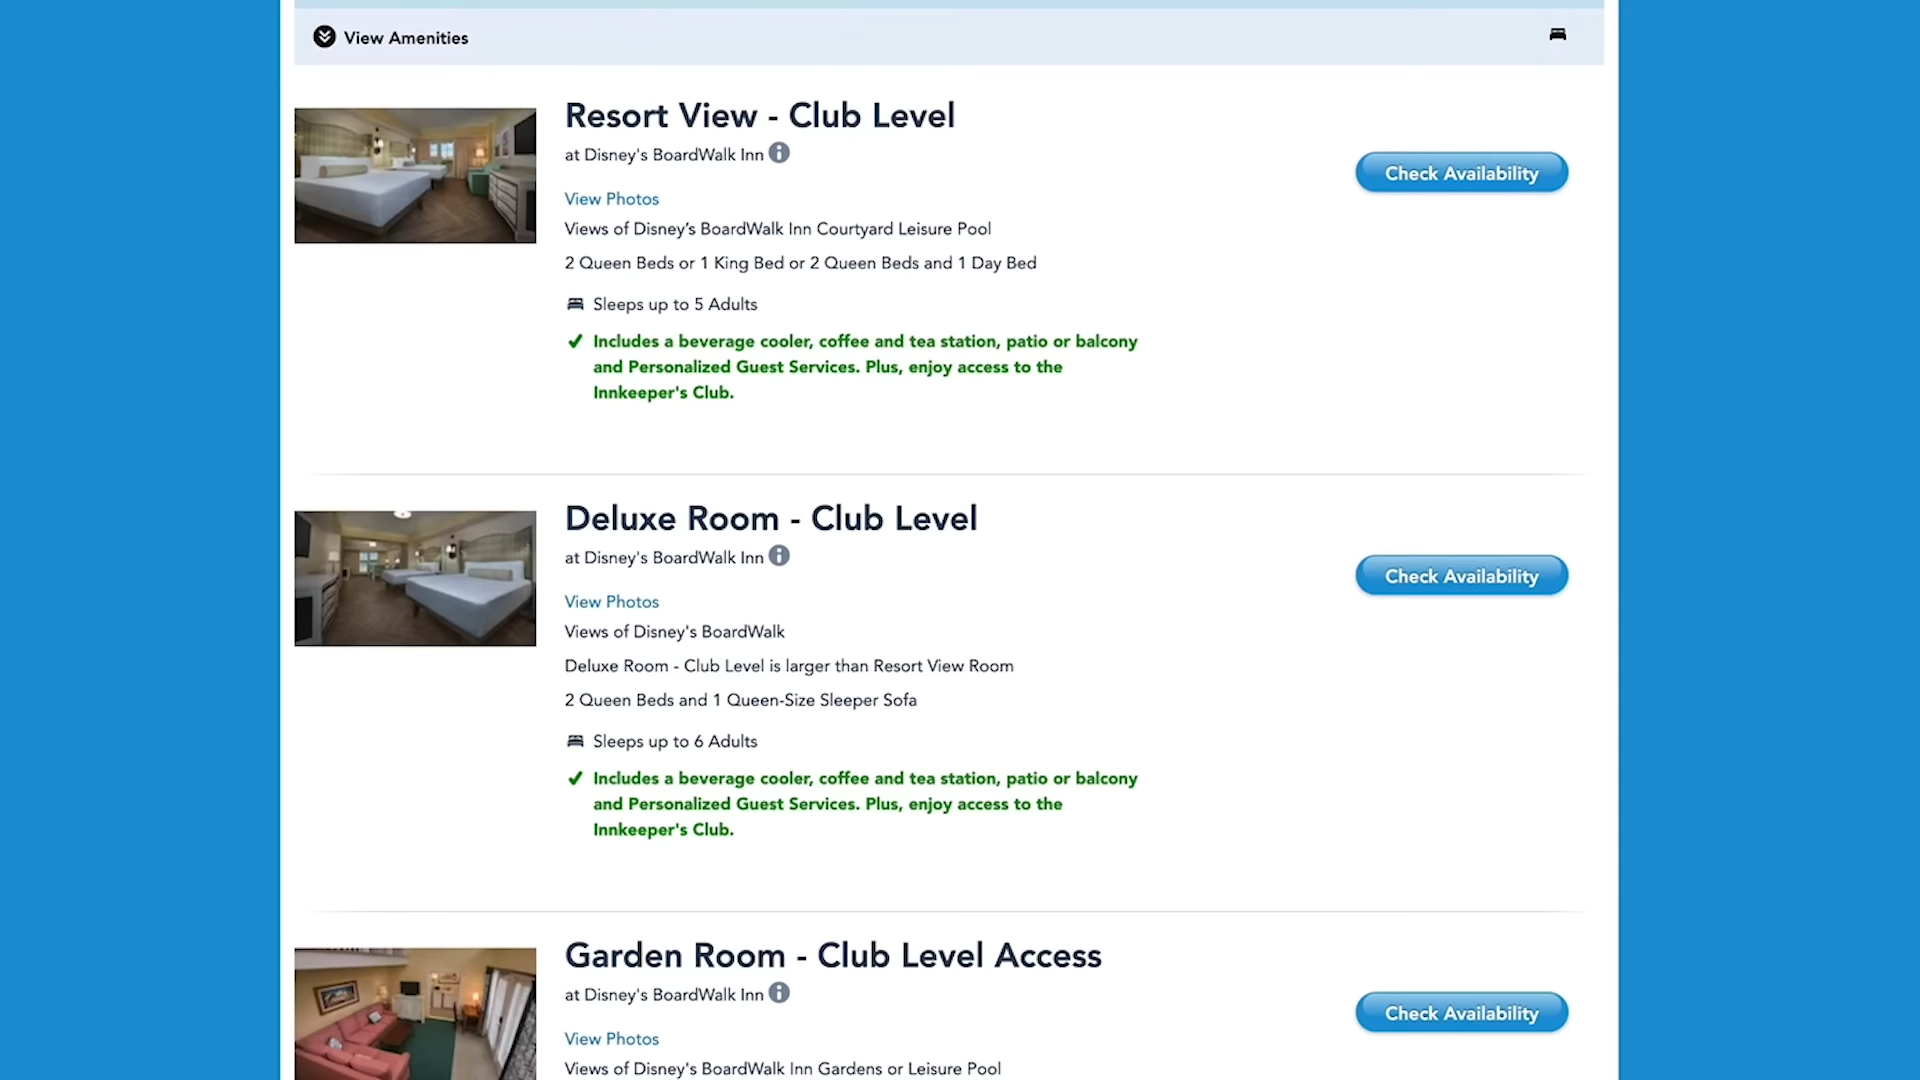 View Amenities
Resort View - Club Level
at Disney's BoardWalk Inn
Check Availability
View Photos
Views of Disney’s BoardWalk Inn Courtyard Leisure Pool
2 Queen Beds or 1 King Bed or 2 Queen Beds and 1 Day Bed
Sleeps up to 5 Adults
Includes a beverage cooler, coffee and tea station, patio or balcony
and Personalized Guest Services. Plus, enjoy access to the
Innkeeper's Club.
Deluxe Room - Club Level
at Disney's BoardWalk Inn
Check Availability
View Photos
Views of Disney's BoardWalk
Deluxe Room - Club Level is larger than Resort View Room
2 Queen Beds and 1 Queen-Size Sleeper Sofa
Sleeps up to 6 Adults
Includes a beverage cooler, coffee and tea station, patio or balcony
and Personalized Guest Services. Plus, enjoy access to the
Innkeeper's Club.
Garden Room - Club Level Access
at Disney's BoardWalk Inn
Check Availability
View Photos
Views of Disney's BoardWalk Inn Gardens or Leisure Pool